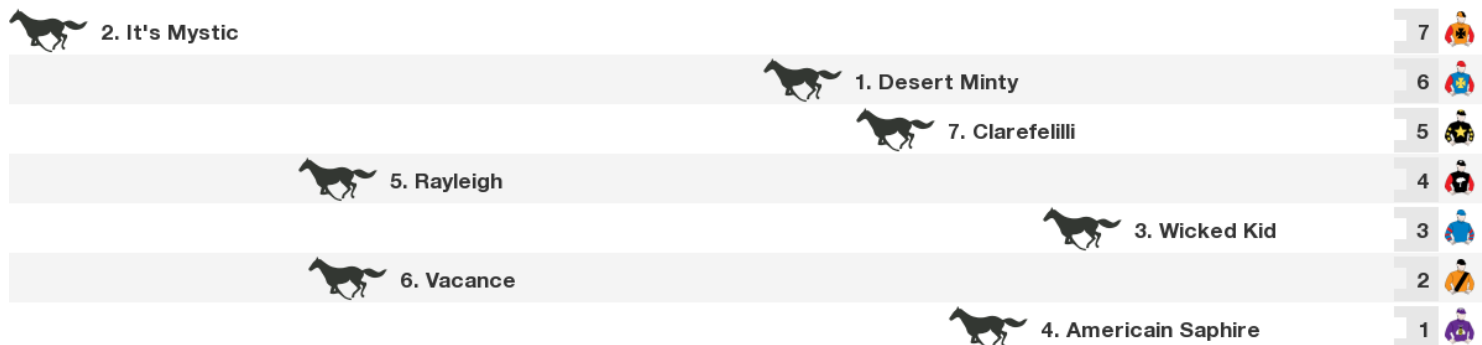 2. It's Mystic 7
1. Desert Minty 6
7. Clarefelilli 5
5. Rayleigh 4
3. Wicked Kid 3
6. Vacance 2
4. Americain Saphire 1